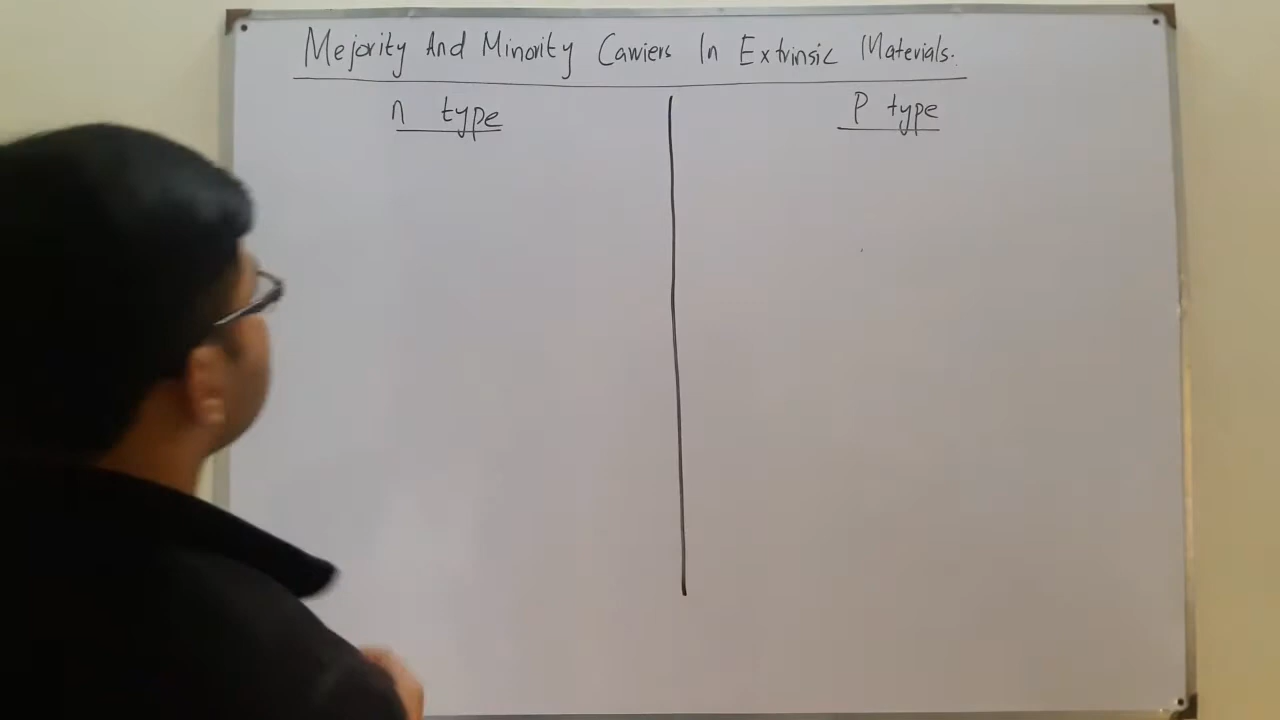 Mejority And Minority Carriers In Extrinsic Materials.
n type
P type